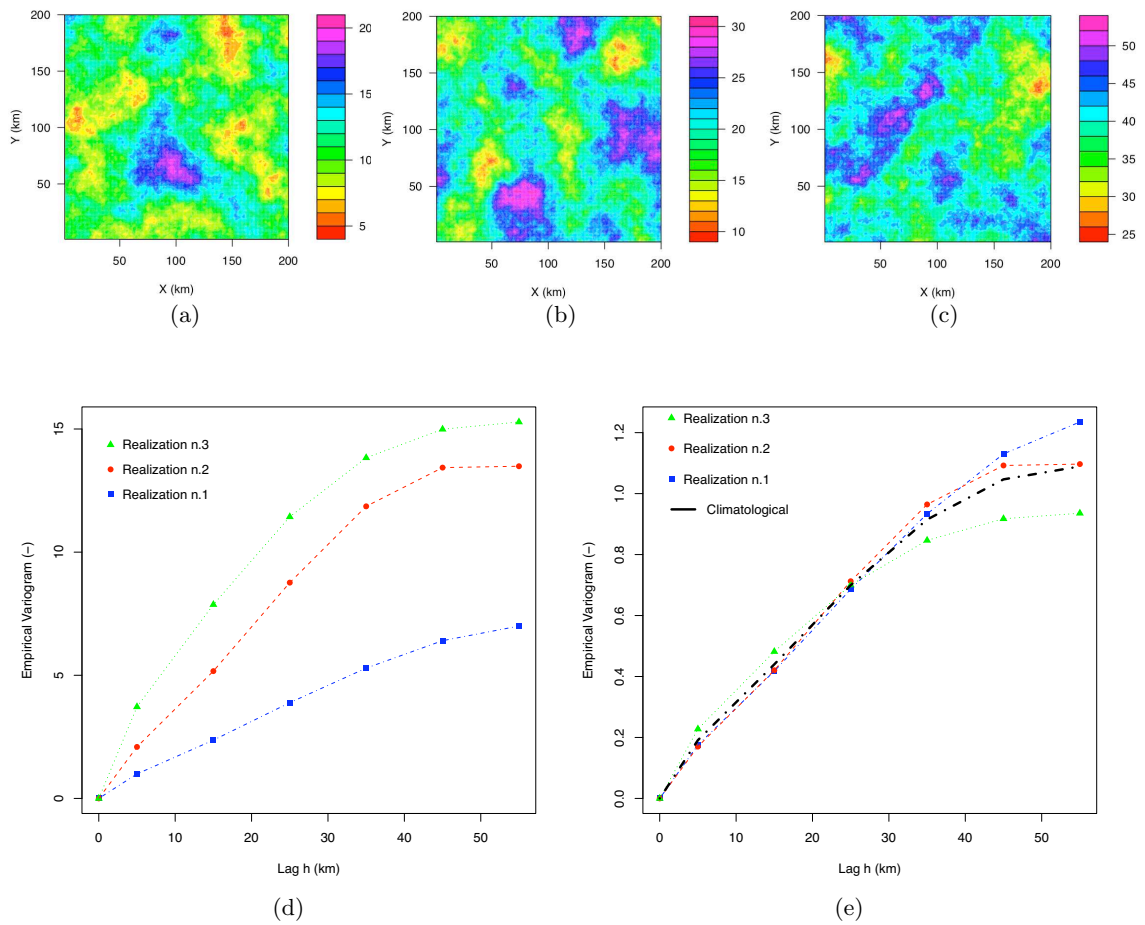 200
150
100
50
50 100 150 200
Y (km)
X (km)
20
15
10
5
(a)
200
150
100
50
50 100 150 200
Y (km)
X (km)
30
25
20
15
10
(b)
200
150
100
50
50 100 150 200
Y (km)
X (km)
50
45
40
35
30
25
(c)
Realization n.3
Realization n.2
Realization n.1
15
10
5
0
Empirical Variogram (−)
0 10 20 30 40 50
Lag h (km)
(d)
Realization n.3
Realization n.2
Realization n.1
Climatological
1.2
1.0
0.8
0.6
0.4
0.2
0.0
Empirical Variogram (−)
0 10 20 30 40 50
Lag h (km)
(e)